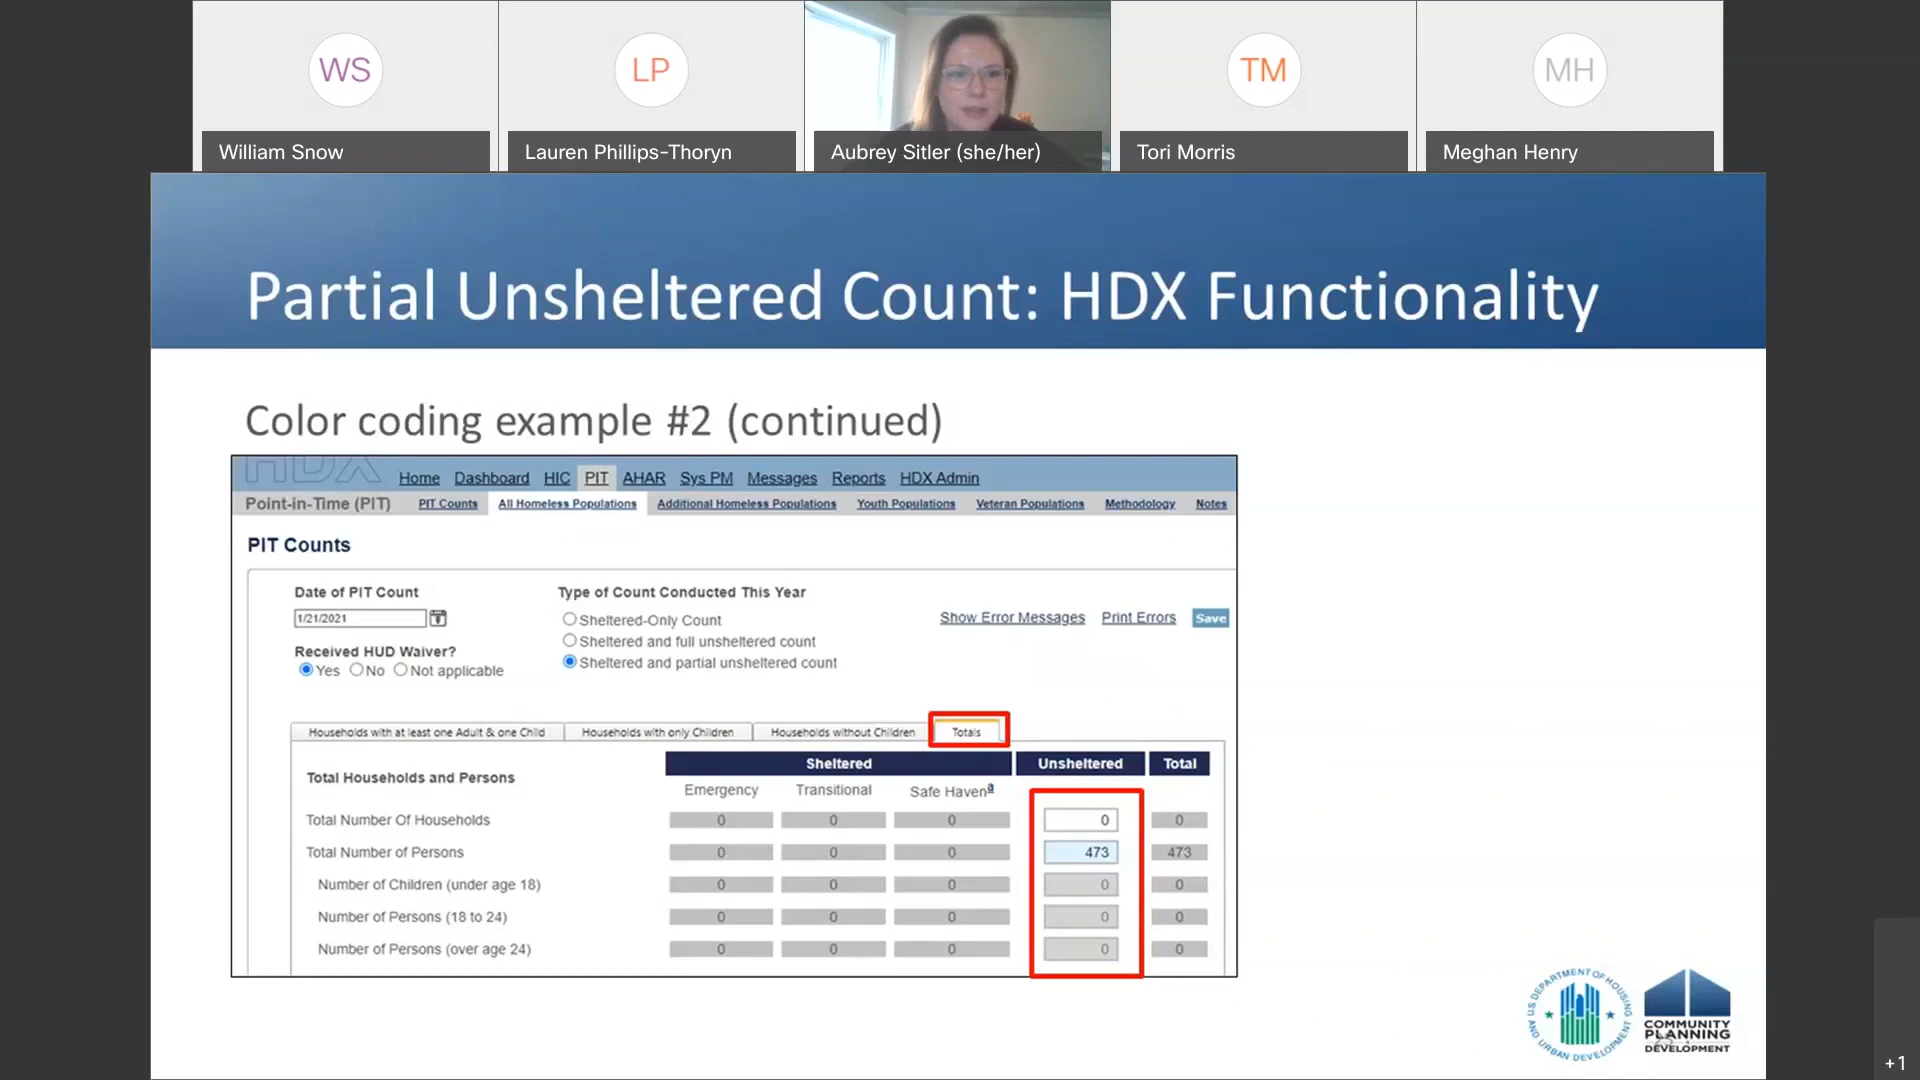 WS
LP
TM
MH
William Snow
Lauren Phillips-Thoryn
Aubrey Sitler (she/her)
Tori Morris
Meghan Henry
Partial Unsheltered Count: HDX Functionality
Color coding example #2 (continued)
HDX
Home Dashboard HIC PIT AHAR Sys PM Messages Reports HDX Admin
Point-in-Time (PIT) PIT Counts All Homeless Populations Additional Homeless Populations Youth Populations Veteran Populations Methodology Notes
PIT Counts
Date of PIT Count Type of Count Conducted This Year
1/21/2021 Sheltered-Only Count Show Error Messages Print Errors Save
Sheltered and full unsheltered count
Received HUD Waiver? Sheltered and partial unsheltered count
Yes No Not applicable
Households with at least one Adult & one Child Households with only Children Households without Children Totals
Total Households and Persons Sheltered Unsheltered Total
Emergency Transitional Safe Haven a
Total Number Of Households 0 0 0 0 0
Total Number of Persons 0 0 0 473 473
Number of Children (under age 18) 0 0 0 0 0
Number of Persons (18 to 24) 0 0 0 0 0
Number of Persons (over age 24) 0 0 0 0 0
U.S. DEPARTMENT OF HOUSING AND URBAN DEVELOPMENT
COMMUNITY
PLANNING
DEVELOPMENT
+1